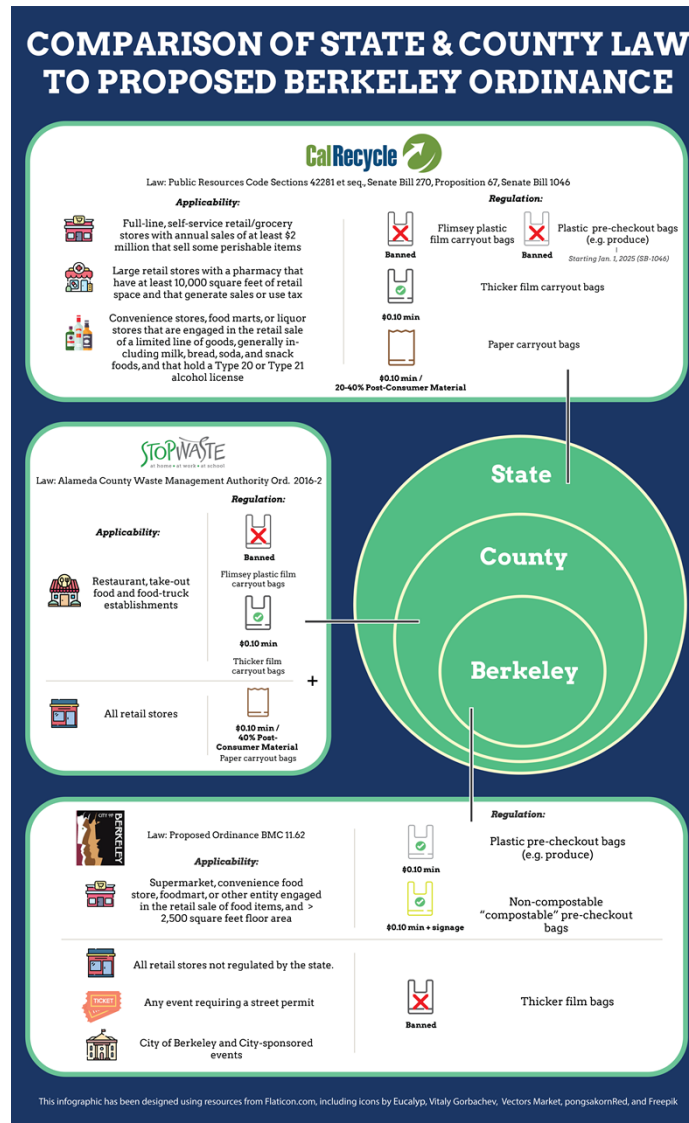 COMPARISON OF STATE & COUNTY LAW
TO PROPOSED BERKELEY ORDINANCE
CalRecycle
Law: Public Resources Code Sections 42281 et seq., Senate Bill 270, Proposition 67, Senate Bill 1046
Applicability:
Full-line, self-service retail/grocery
stores with annual sales of at least $2
million that sell some perishable items
Large retail stores with a pharmacy that
have at least 10,000 square feet of retail
space and that generate sales or use tax
Convenience stores, food marts, or liquor
stores that are engaged in the retail sale
of a limited line of goods, generally in-
cluding milk, bread, soda, and snack
foods, and that hold a Type 20 or Type 21
alcohol license
Regulation:
Banned
Flimsey plastic
film carryout bags
Banned
Plastic pre-checkout bags
(e.g. produce)
Starting Jan. 1, 2025 (SB-1046)
$0.10 min
Thicker film carryout bags
$0.10 min /
20-40% Post-Consumer Material
Paper carryout bags
STOPWASTE
at home • at work • at school
Law: Alameda County Waste Management Authority Ord. 2016-2
Applicability:
Restaurant, take-out
food and food-truck
establishments
Regulation:
Banned
Flimsey plastic film
carryout bags
$0.10 min
Thicker film
carryout bags
+
All retail stores
$0.10 min /
40% Post-
Consumer Material
Paper carryout bags
State
County
Berkeley
CITY OF
BERKELEY
Law: Proposed Ordinance BMC 11.62
Applicability:
Supermarket, convenience food
store, foodmart, or other entity engaged
in the retail sale of food items, and >
2,500 square feet floor area
Regulation:
$0.10 min
Plastic pre-checkout bags
(e.g. produce)
$0.10 min + signage
Non-compostable
"compostable" pre-checkout
bags
All retail stores not regulated by the state.
TICKET
Any event requiring a street permit
City of Berkeley and City-sponsored
events
Banned
Thicker film bags
This infographic has been designed using resources from Flaticon.com, including icons by Eucalyp, Vitaly Gorbachev, Vectors Market, pongsakornRed, and Freepik